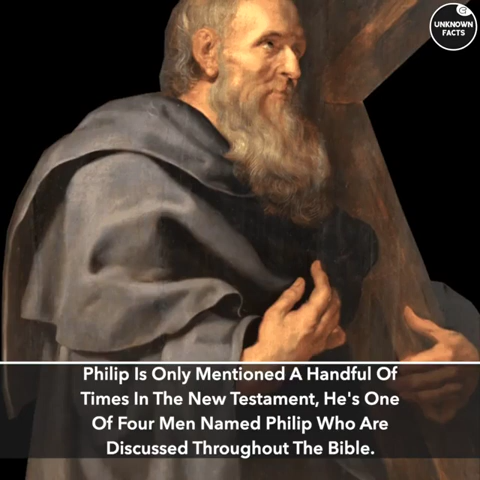 UNKNOWN
FACTS
Philip Is Only Mentioned A Handful Of
Times In The New Testament, He's One
Of Four Men Named Philip Who Are
Discussed Throughout The Bible.